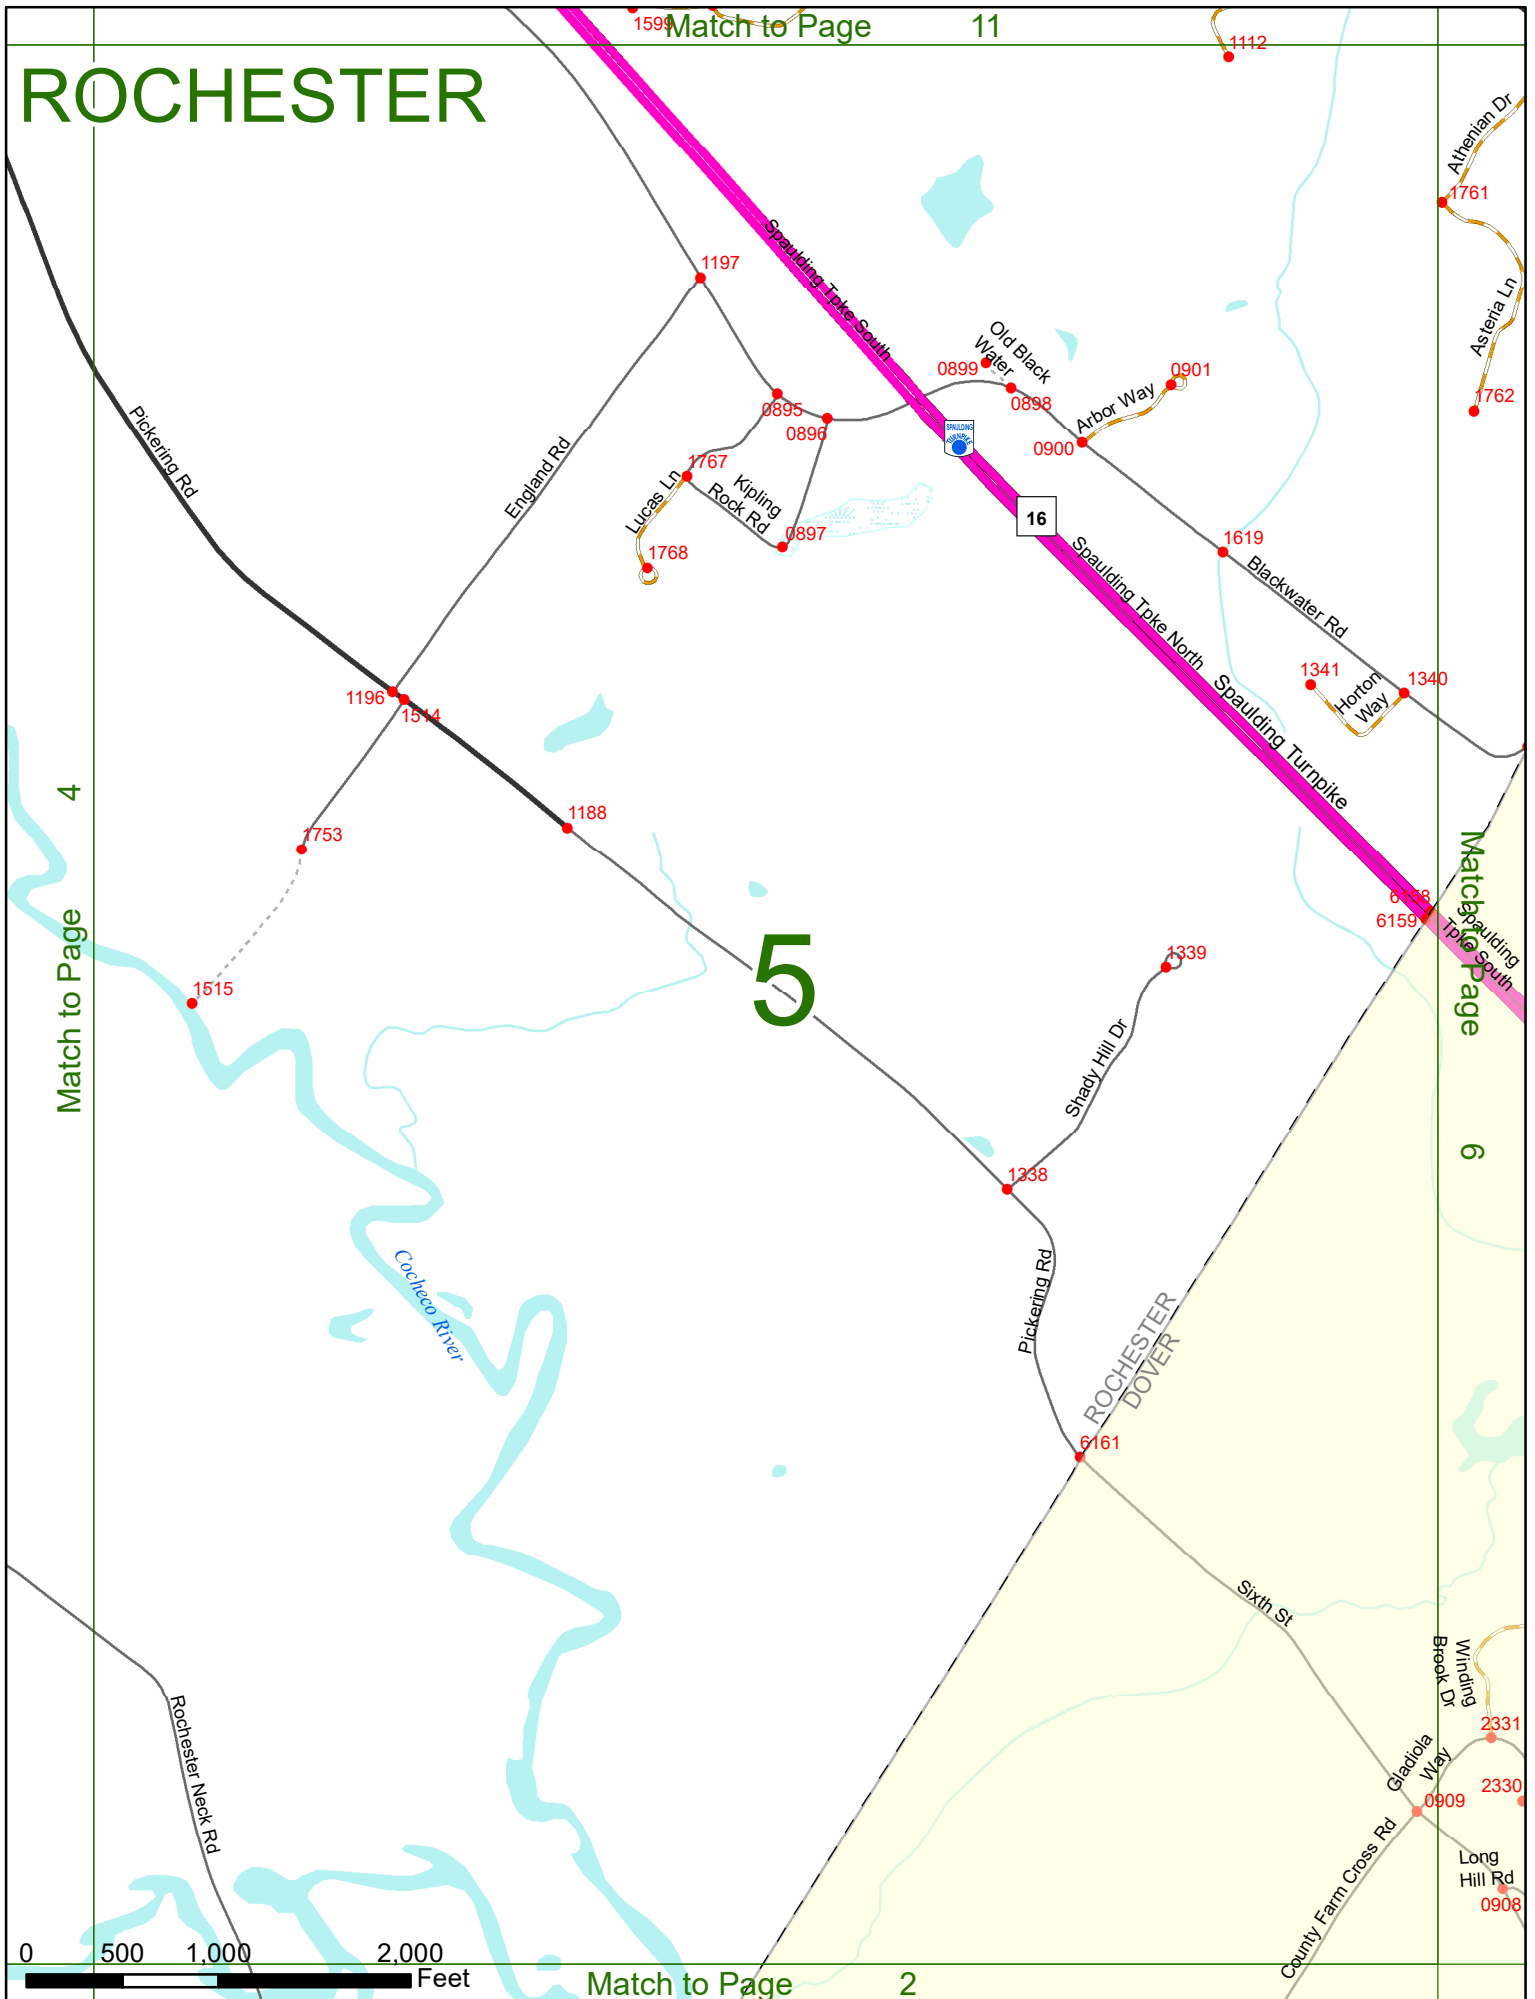 1599
Match to Page 11
1112
ROCHESTER
Athenian Dr
1761
Spaulding Tpke South
1197
Asteria Ln
Old Black
Water
0899
0901
0898
1762
0895
0896
Arbor Way
0900
SPAULDING
TURNPIKE
Pickering Rd
England Rd
1767
Lucas Ln
Kipling
Rock Rd
16
0897
1768
1619
Spaulding Tpke North
Blackwater Rd
1341
1340
Horton
Way
Spaulding Turnpike
1196
1514
4
Match to Page
1188
1753
6158
6159
Spaulding
Tpke South
Match to Page
6
5
1339
1515
Shady Hill Dr
1338
Cocheco River
Pickering Rd
ROCHESTER
DOVER
6161
Sixth St
Winding
Brook Dr
Rochester Neck Rd
2331
Gladiola
Way
2330
0909
County Farm Cross Rd
Long
Hill Rd
0908
0 500 1,000 2,000
Feet
Match to Page 2